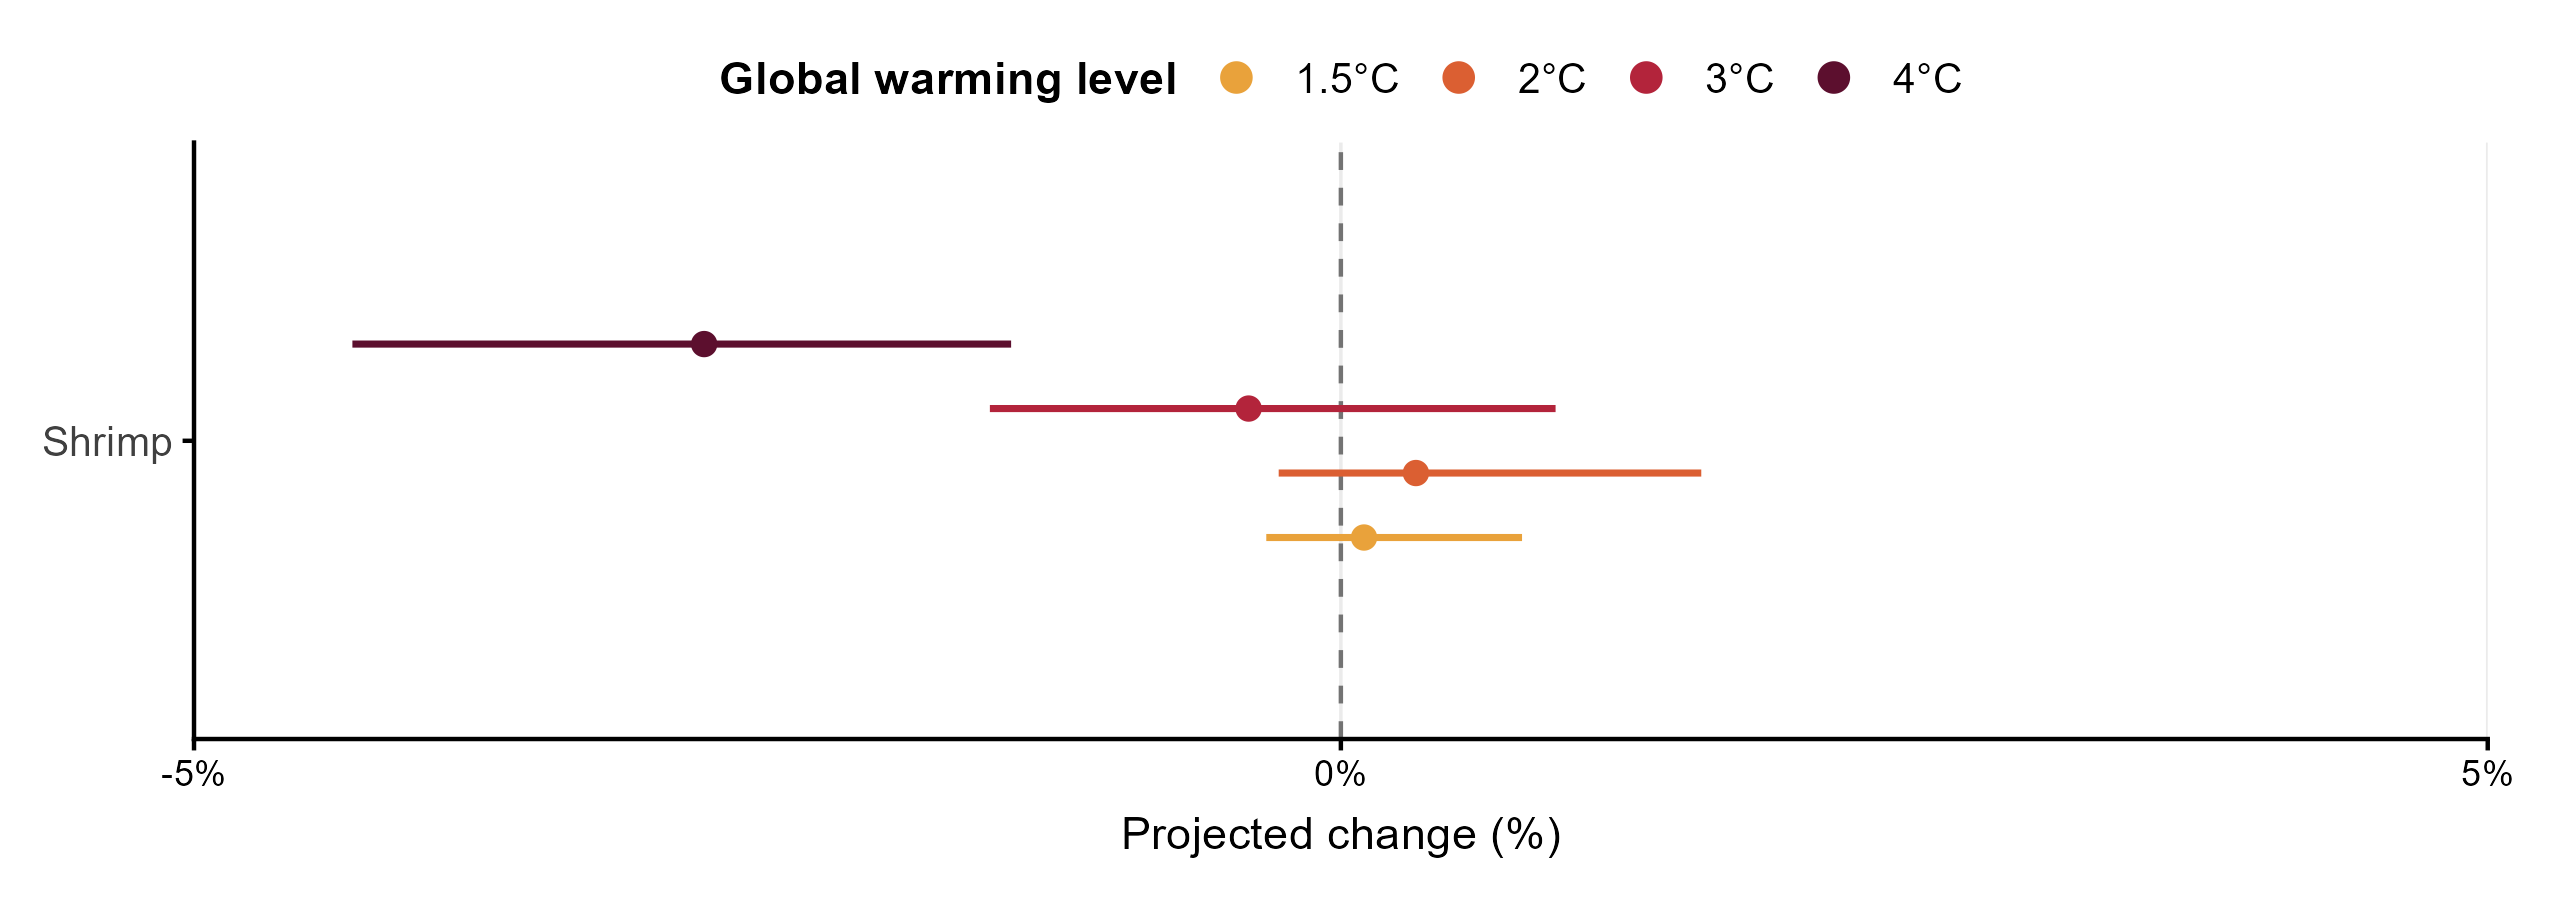 Global warming level 1.5°C 2°C 3°C 4°C
Shrimp
-5% 0% 5%
Projected change (%)